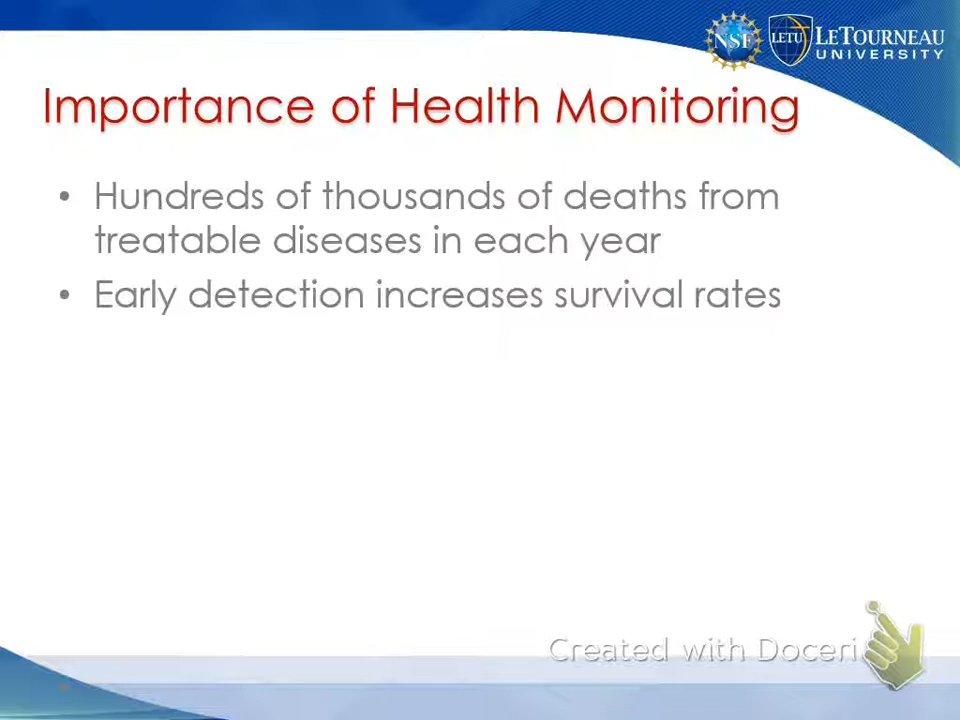 NSF
LETU
LETOURNEAU
UNIVERSITY
Importance of Health Monitoring
• Hundreds of thousands of deaths from
treatable diseases in each year
• Early detection increases survival rates
Created with Doceri